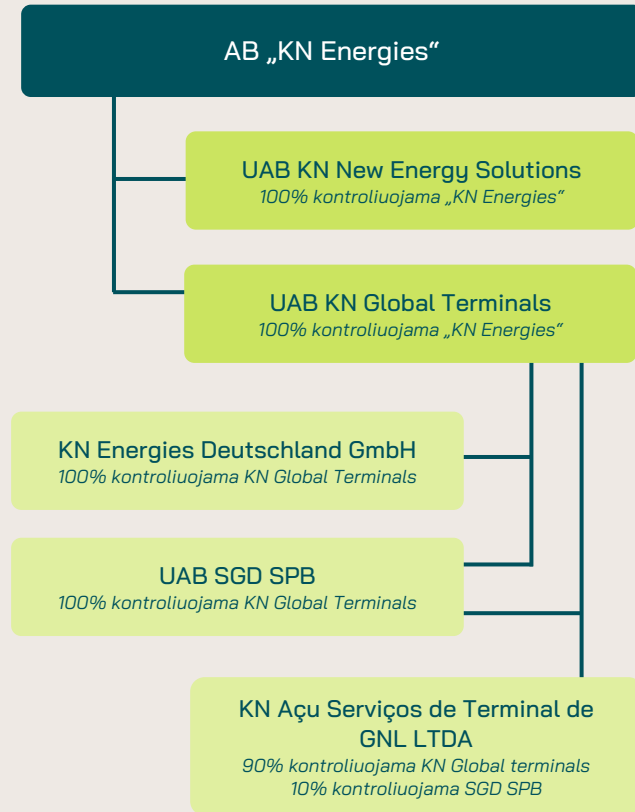 AB „KN Energies“
UAB KN New Energy Solutions
100% kontroliuojama „KN Energies“
UAB KN Global Terminals
100% kontroliuojama „KN Energies“
KN Energies Deutschland GmbH
100% kontroliuojama KN Global Terminals
UAB SGD SPB
100% kontroliuojama KN Global Terminals
KN Açu Serviços de Terminal de
GNL LTDA
90% kontroliuojama KN Global terminals
10% kontroliuojama SGD SPB